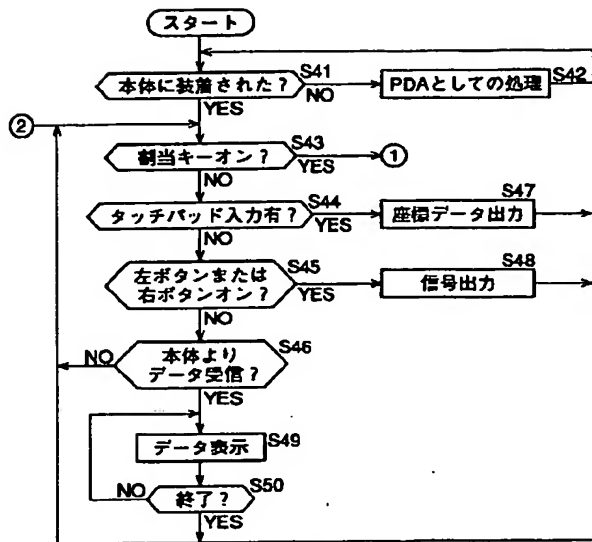 スタート
本体に装着された?
S41
NO
YES
PDAとしての処理
S42
②
割当キーオン?
S43
YES
①
NO
タッチパッド入力有?
S44
YES
座標データ出力
S47
NO
左ボタンまたは
右ボタンオン?
S45
YES
信号出力
S48
NO
本体より
データ受信?
S46
NO
YES
データ表示
S49
終了?
S50
NO
YES